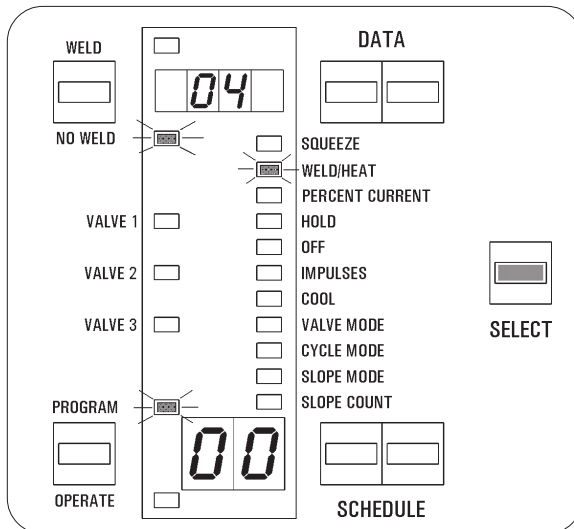 WELD
DATA
04
NO WELD
SQUEEZE
WELD/HEAT
PERCENT CURRENT
VALVE 1
HOLD
OFF
VALVE 2
IMPULSES
COOL
VALVE 3
VALVE MODE
SELECT
CYCLE MODE
SLOPE MODE
PROGRAM
SLOPE COUNT
00
OPERATE
SCHEDULE